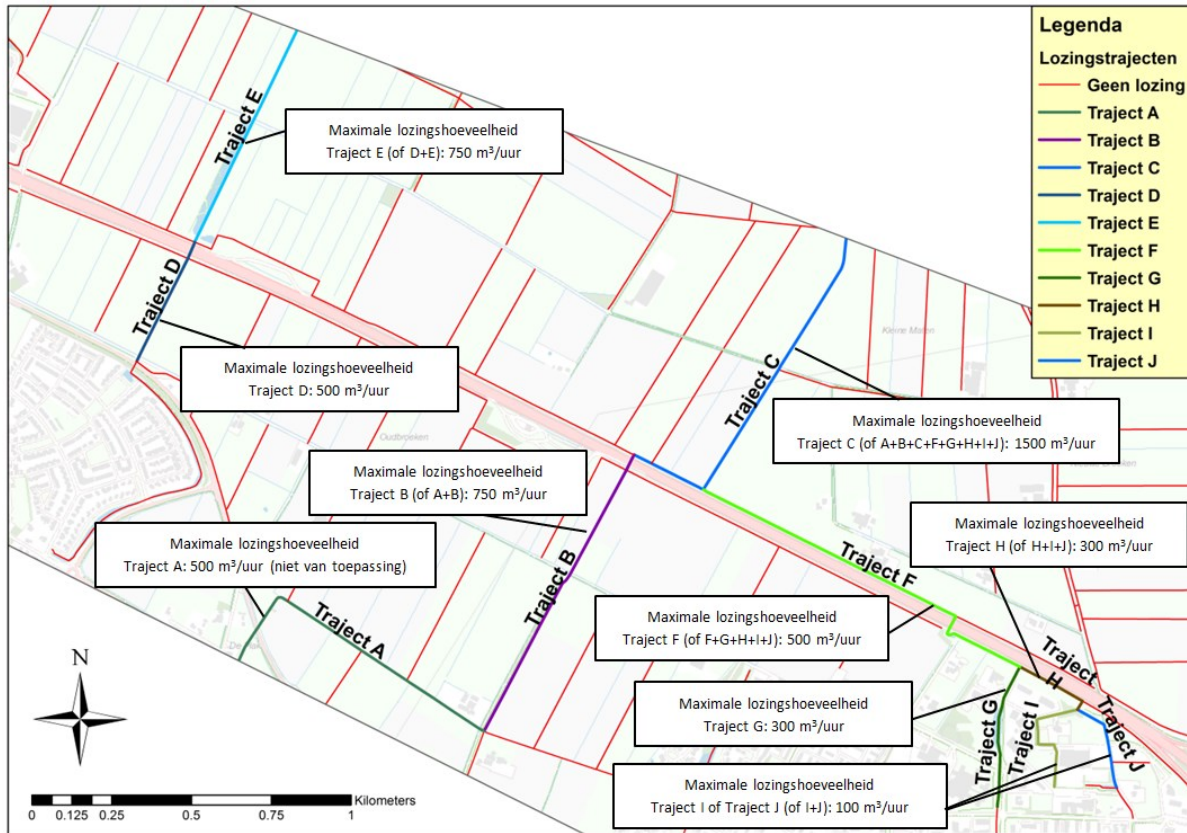 Legenda
Lozingstrajecten
Geen lozing
Traject A
Traject B
Traject C
Traject D
Traject E
Traject F
Traject G
Traject H
Traject I
Traject J
Traject E
Maximale lozingshoeveelheid
Traject E (of D+E): 750 m³/uur
Traject D
Maximale lozingshoeveelheid
Traject D: 500 m³/uur
Kleine Maten
Traject C
Maximale lozingshoeveelheid
Traject C (of A+B+C+F+G+H+I+J): 1500 m³/uur
Oudbroeken
Maximale lozingshoeveelheid
Traject B (of A+B): 750 m³/uur
Maximale lozingshoeveelheid
Traject H (of H+I+J): 300 m³/uur
Maximale lozingshoeveelheid
Traject A: 500 m³/uur (niet van toepassing)
Traject B
Traject F
Maximale lozingshoeveelheid
Traject F (of F+G+H+I+J): 500 m³/uur
Traject A
Traject H
Maximale lozingshoeveelheid
Traject G: 300 m³/uur
Traject G
Traject I
Traject J
Maximale lozingshoeveelheid
Traject I of Traject J (of I+J): 100 m³/uur
N
Kilometers
0 0.125 0.25 0.5 0.75 1